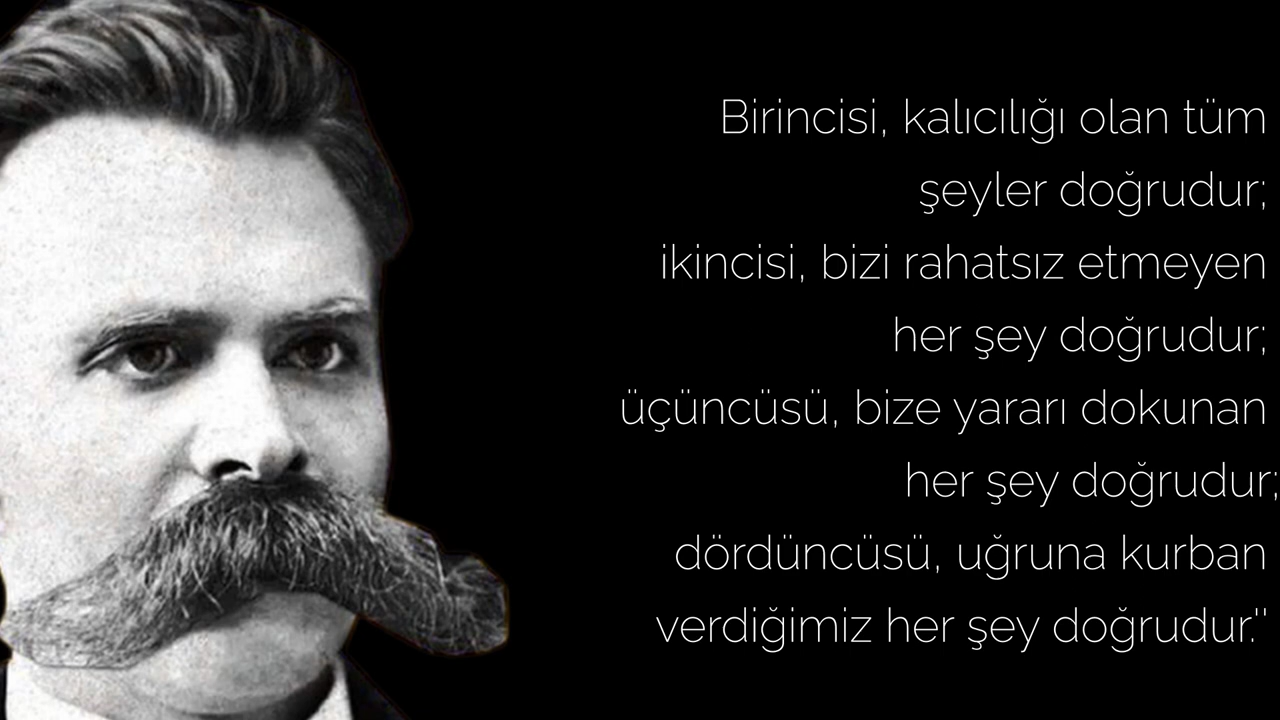 Birincisi, kalıcılığı olan tüm
şeyler doğrudur;
ikincisi, bizi rahatsız etmeyen
her şey doğrudur;
üçüncüsü, bize yararı dokunan
her şey doğrudur;
dördüncüsü, uğruna kurban
verdiğimiz her şey doğrudur."